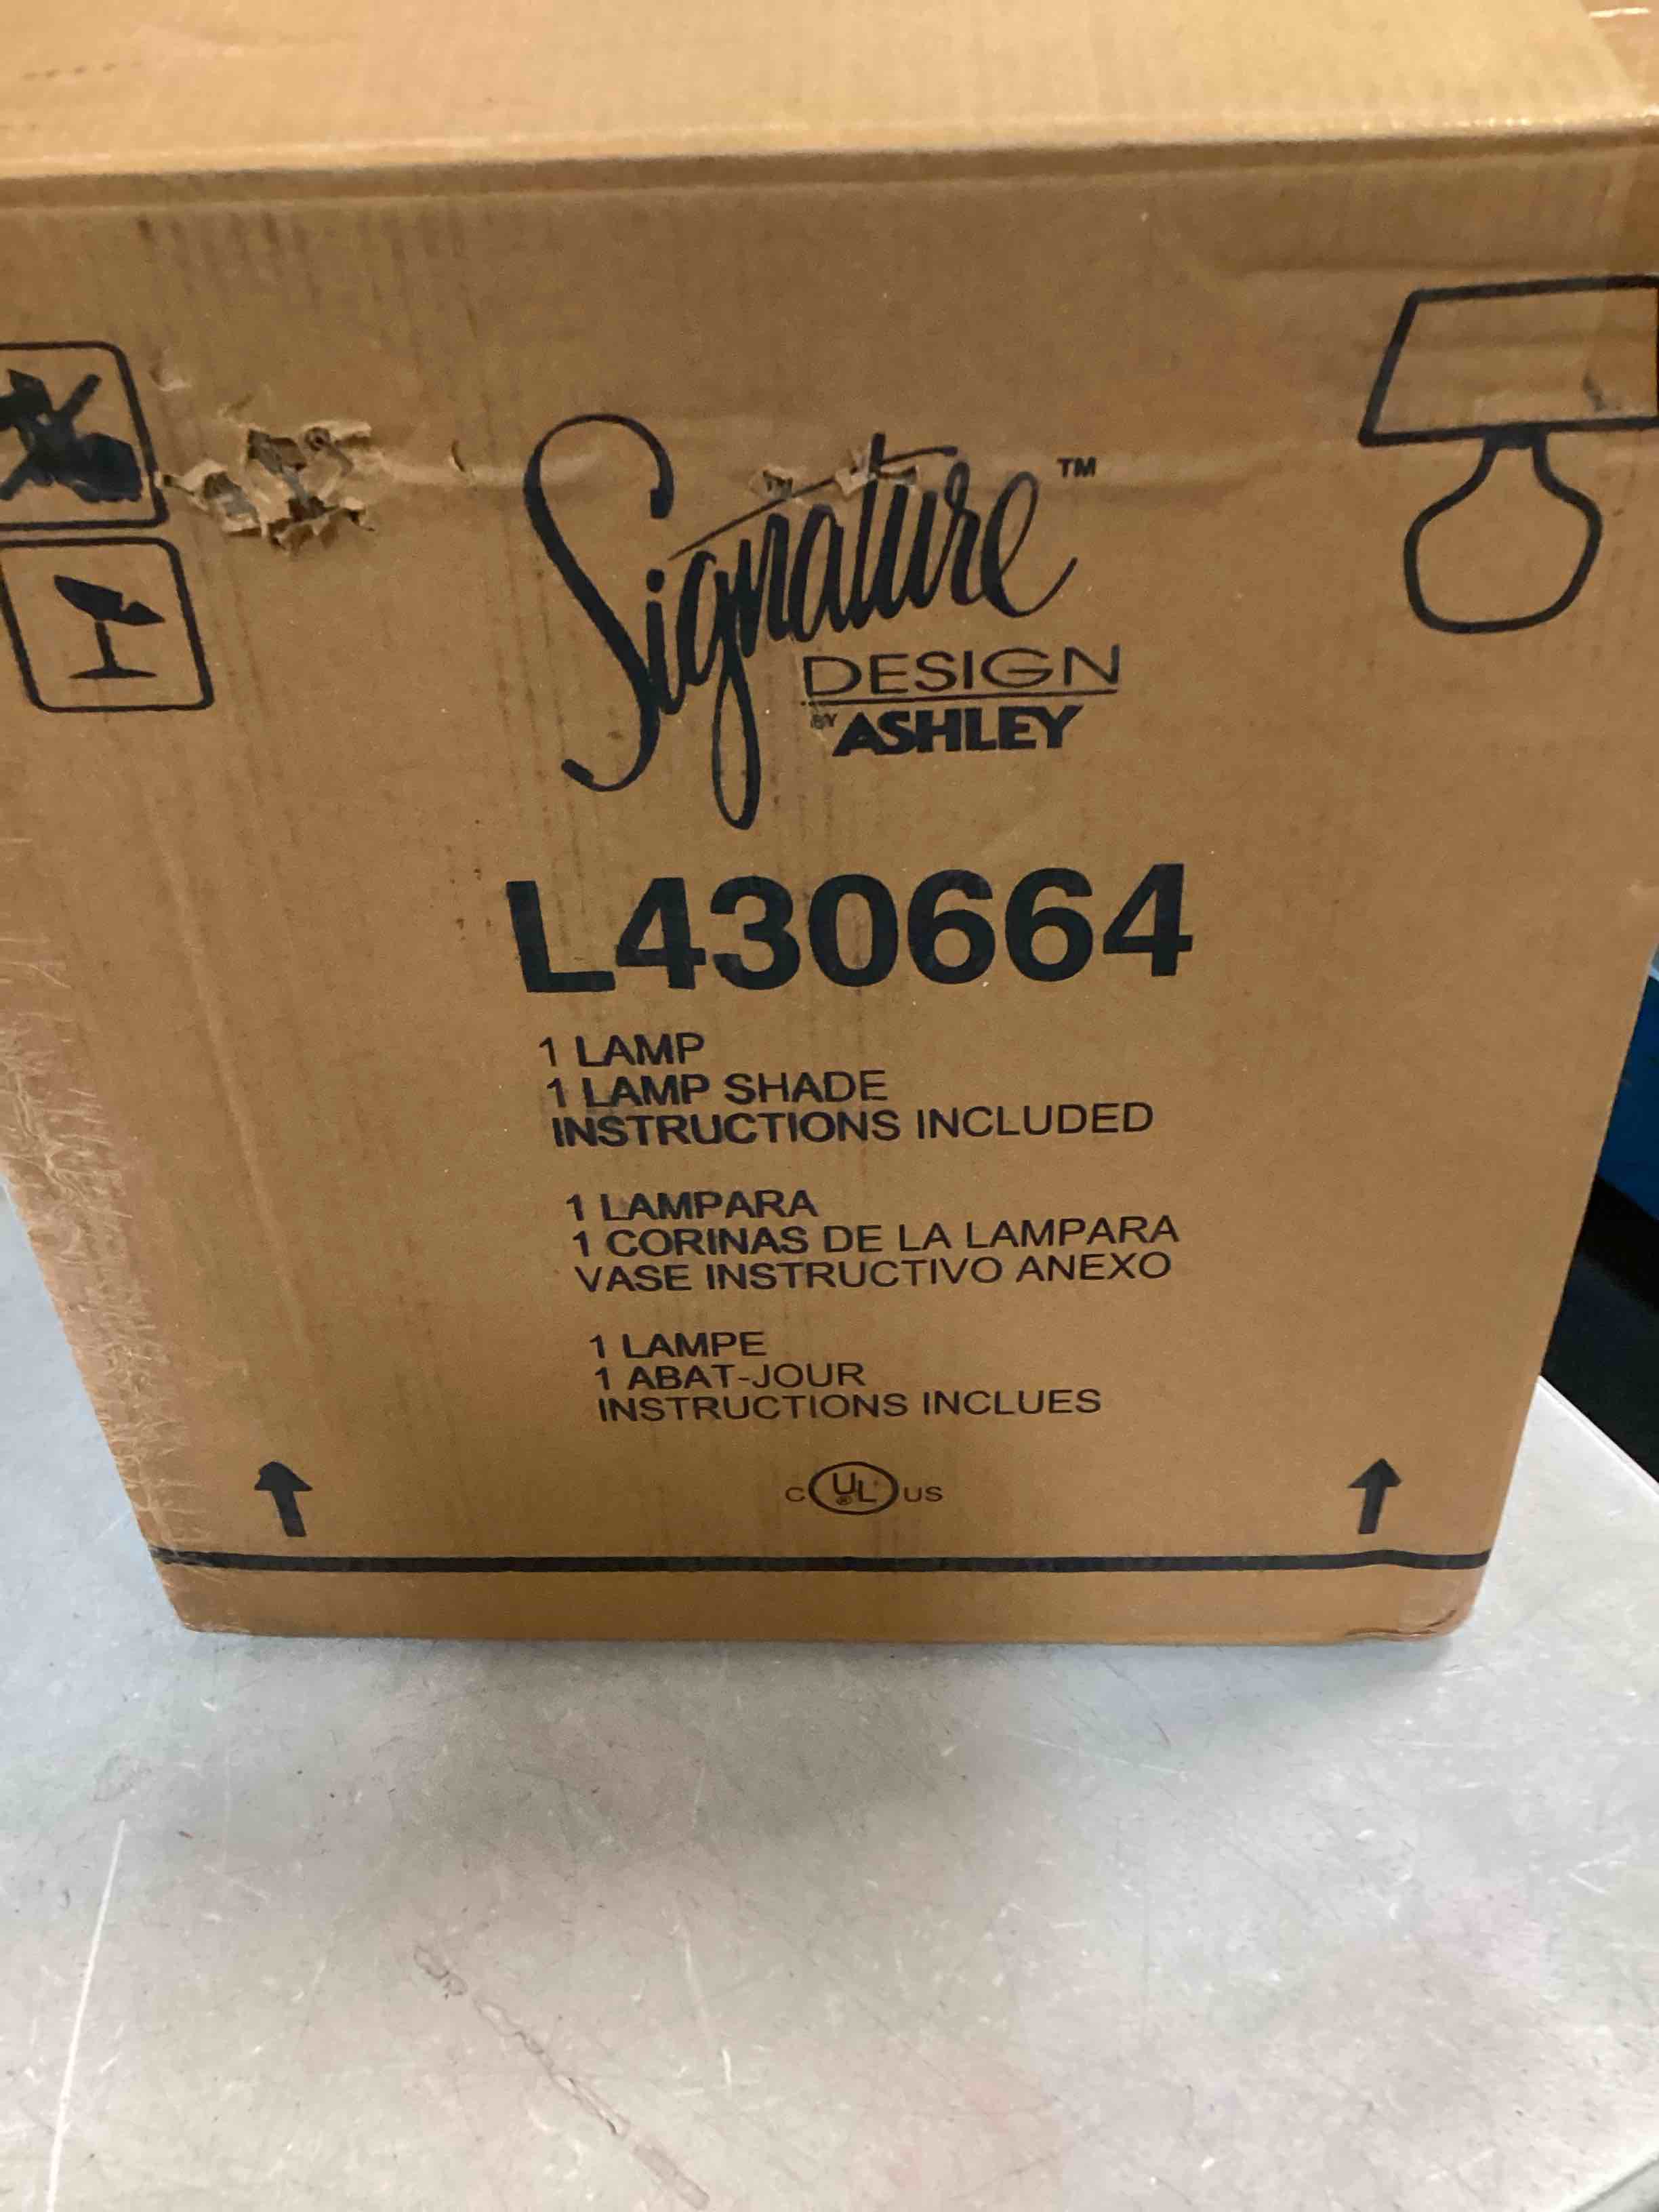 Signature™
DESIGN
BY ASHLEY
L430664
1 LAMP
1 LAMP SHADE
INSTRUCTIONS INCLUDED
1 LAMPARA
1 CORINAS DE LA LAMPARA
VASE INSTRUCTIVO ANEXO
1 LAMPE
1 ABAT-JOUR
INSTRUCTIONS INCLUES
C UL® US